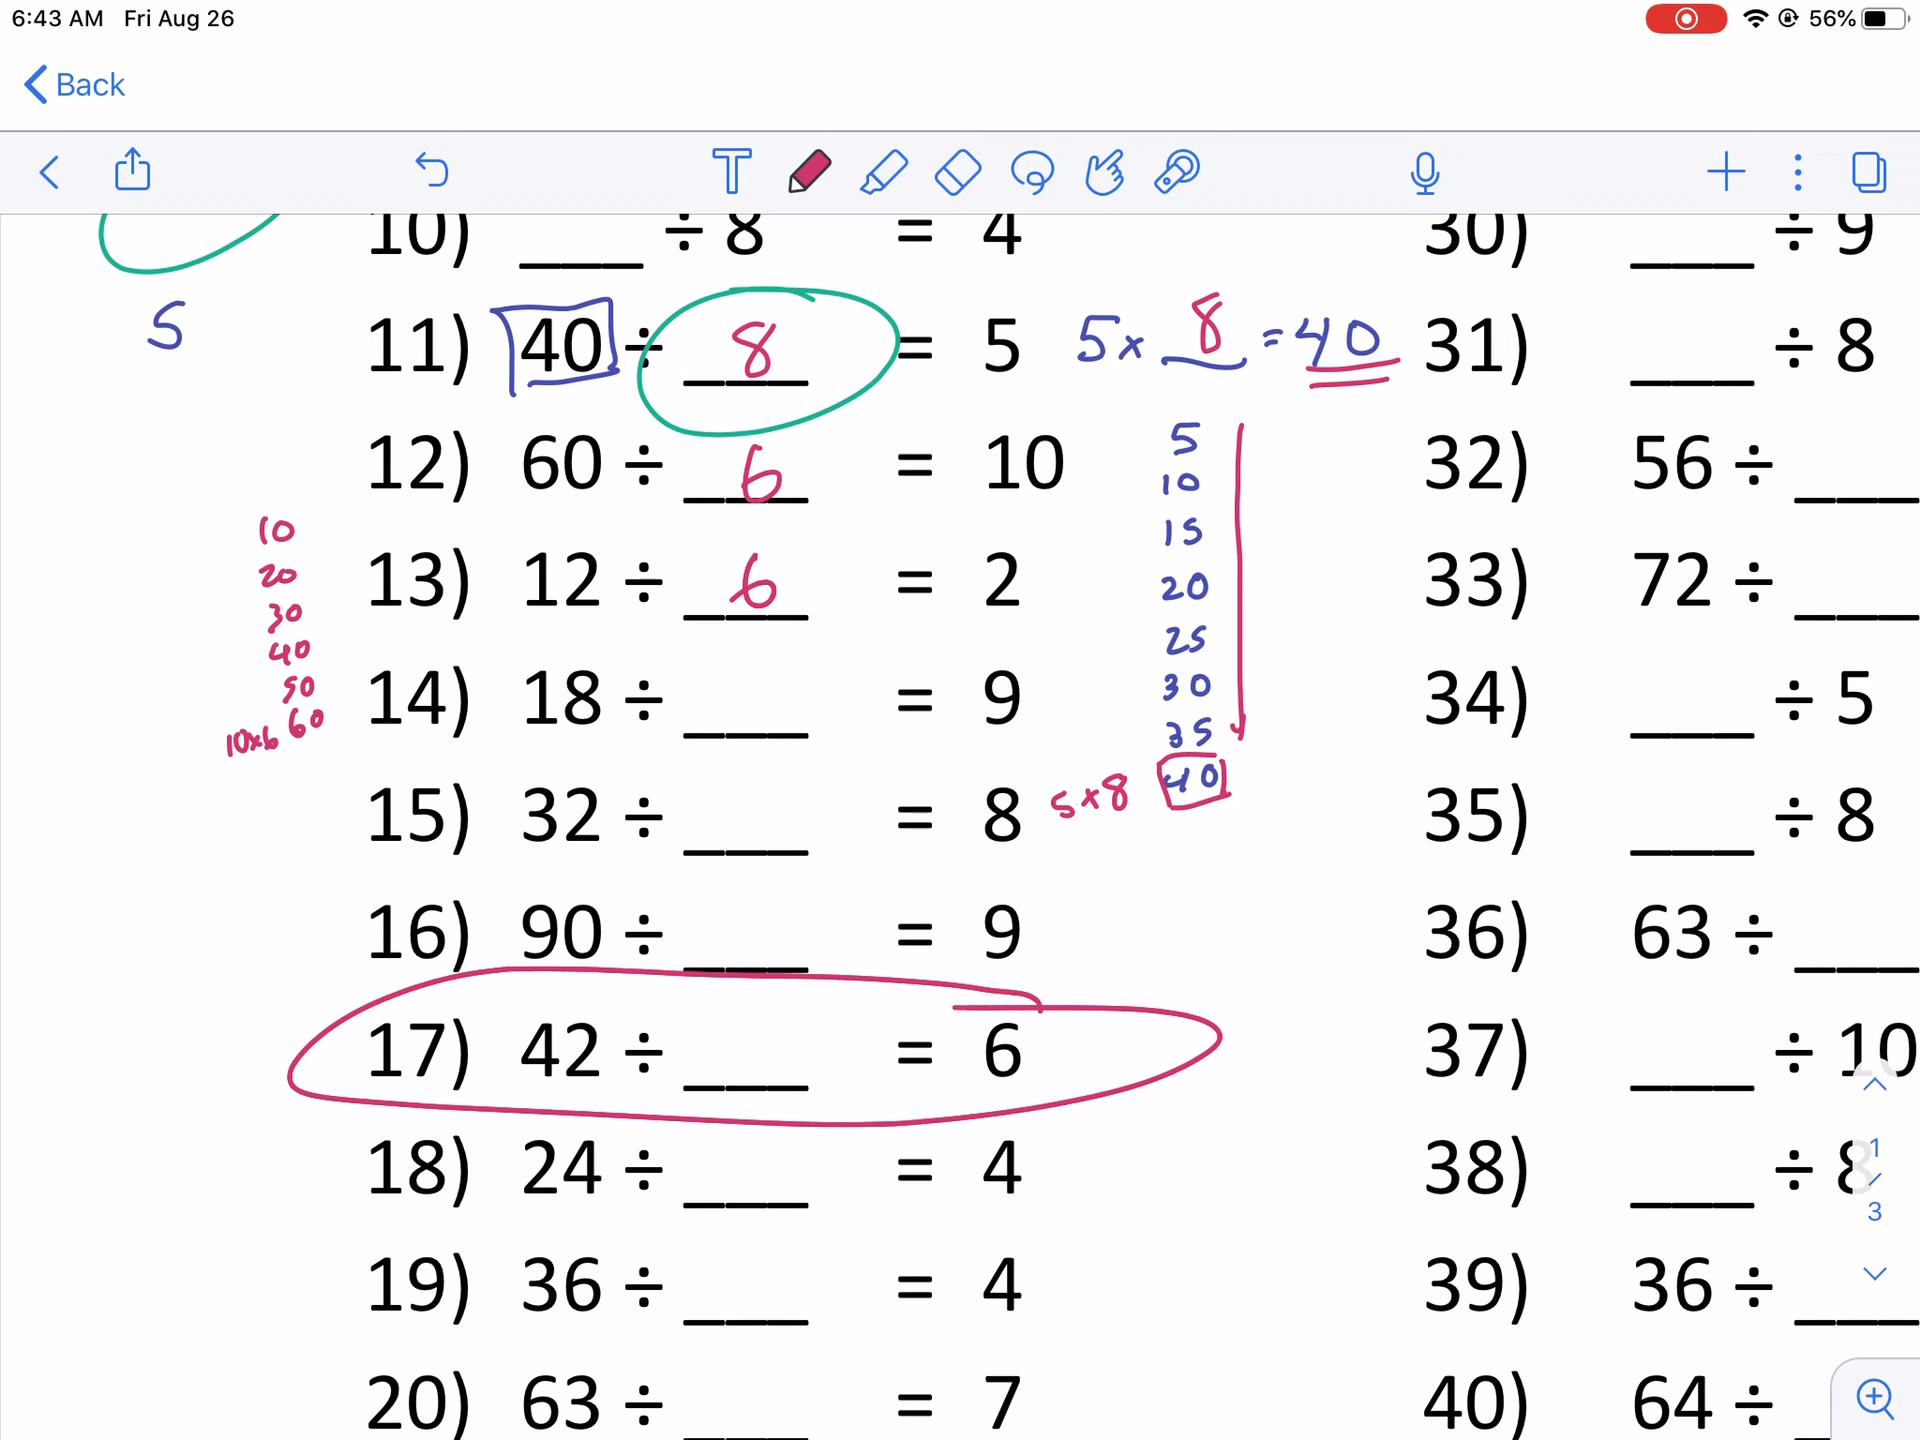 6:43 AM Fri Aug 26 56%
Back
10) ___ ÷ 8 = 4
30) ___ ÷ 9
5
11) 40 ÷ 8 = 5 5 × 8 = 40
31) ___ ÷ 8
12) 60 ÷ 6 = 10
32) 56 ÷ ___
13) 12 ÷ 6 = 2
33) 72 ÷ ___
14) 18 ÷ ___ = 9
34) ___ ÷ 5
15) 32 ÷ ___ = 8
35) ___ ÷ 8
16) 90 ÷ ___ = 9
36) 63 ÷ ___
17) 42 ÷ ___ = 6
37) ___ ÷ 10
18) 24 ÷ ___ = 4
38) ___ ÷ 8
19) 36 ÷ ___ = 4
39) 36 ÷ ___
20) 63 ÷ ___ = 7
40) 64 ÷ _
10
20
30
40
50
60
10×6
5
10
15
20
25
30
35
40
5×8
1
/
3